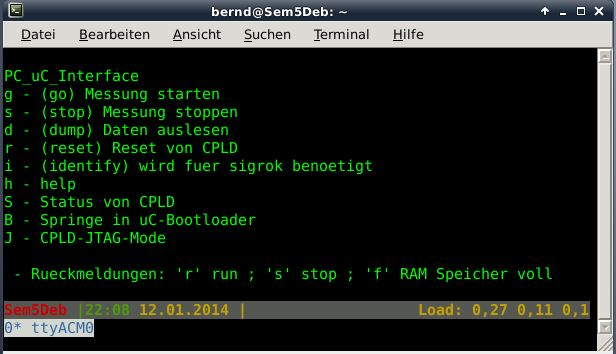 bernd@Sem5Deb: ~
Datei Bearbeiten Ansicht Suchen Terminal Hilfe
PC_uC_Interface
g - (go) Messung starten
s - (stop) Messung stoppen
d - (dump) Daten auslesen
r - (reset) Reset von CPLD
i - (identify) wird fuer sigrok benoetigt
h - help
S - Status von CPLD
B - Springe in uC-Bootloader
J - CPLD-JTAG-Mode
- Rueckmeldungen: 'r' run ; 's' stop ; 'f' RAM Speicher voll
Sem5Deb |22:08 12.01.2014 | Load: 0,27 0,11 0,1
0* ttyACM0